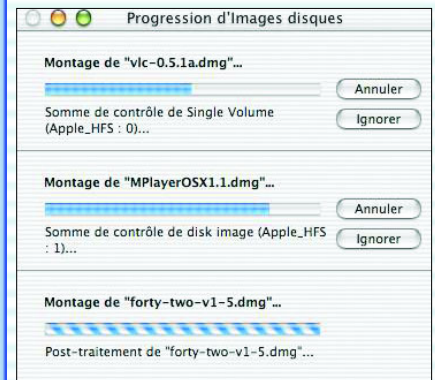 Progression d'Images disques
Montage de "vlc-0.5.1a.dmg"...
Annuler
Somme de contrôle de Single Volume
(Apple_HFS : 0)...
Ignorer
Montage de "MPlayerOSX1.1.dmg"...
Annuler
Somme de contrôle de disk image (Apple_HFS
: 1)...
Ignorer
Montage de "forty-two-v1-5.dmg"...
Post-traitement de "forty-two-v1-5.dmg"...